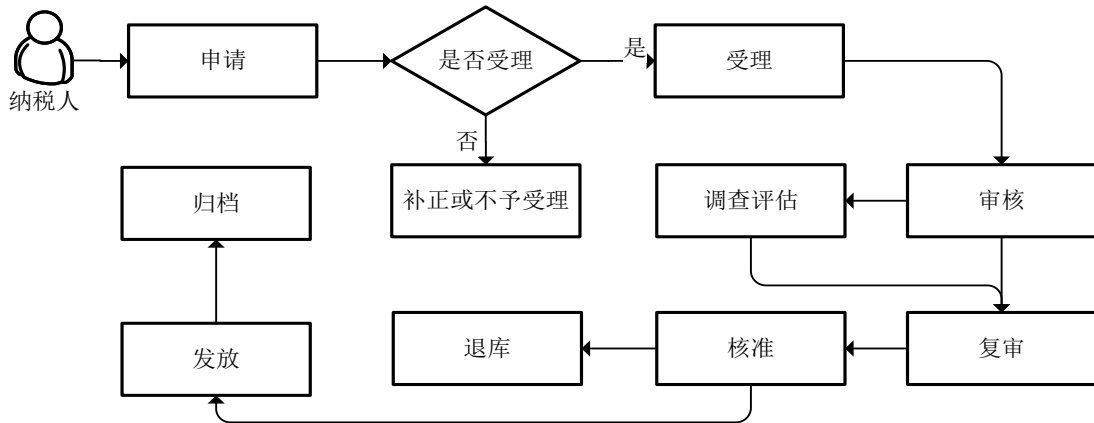 纳税人
申请
是否受理
是
受理
否
归档
补正或不予受理
调查评估
审核
发放
退库
核准
复审